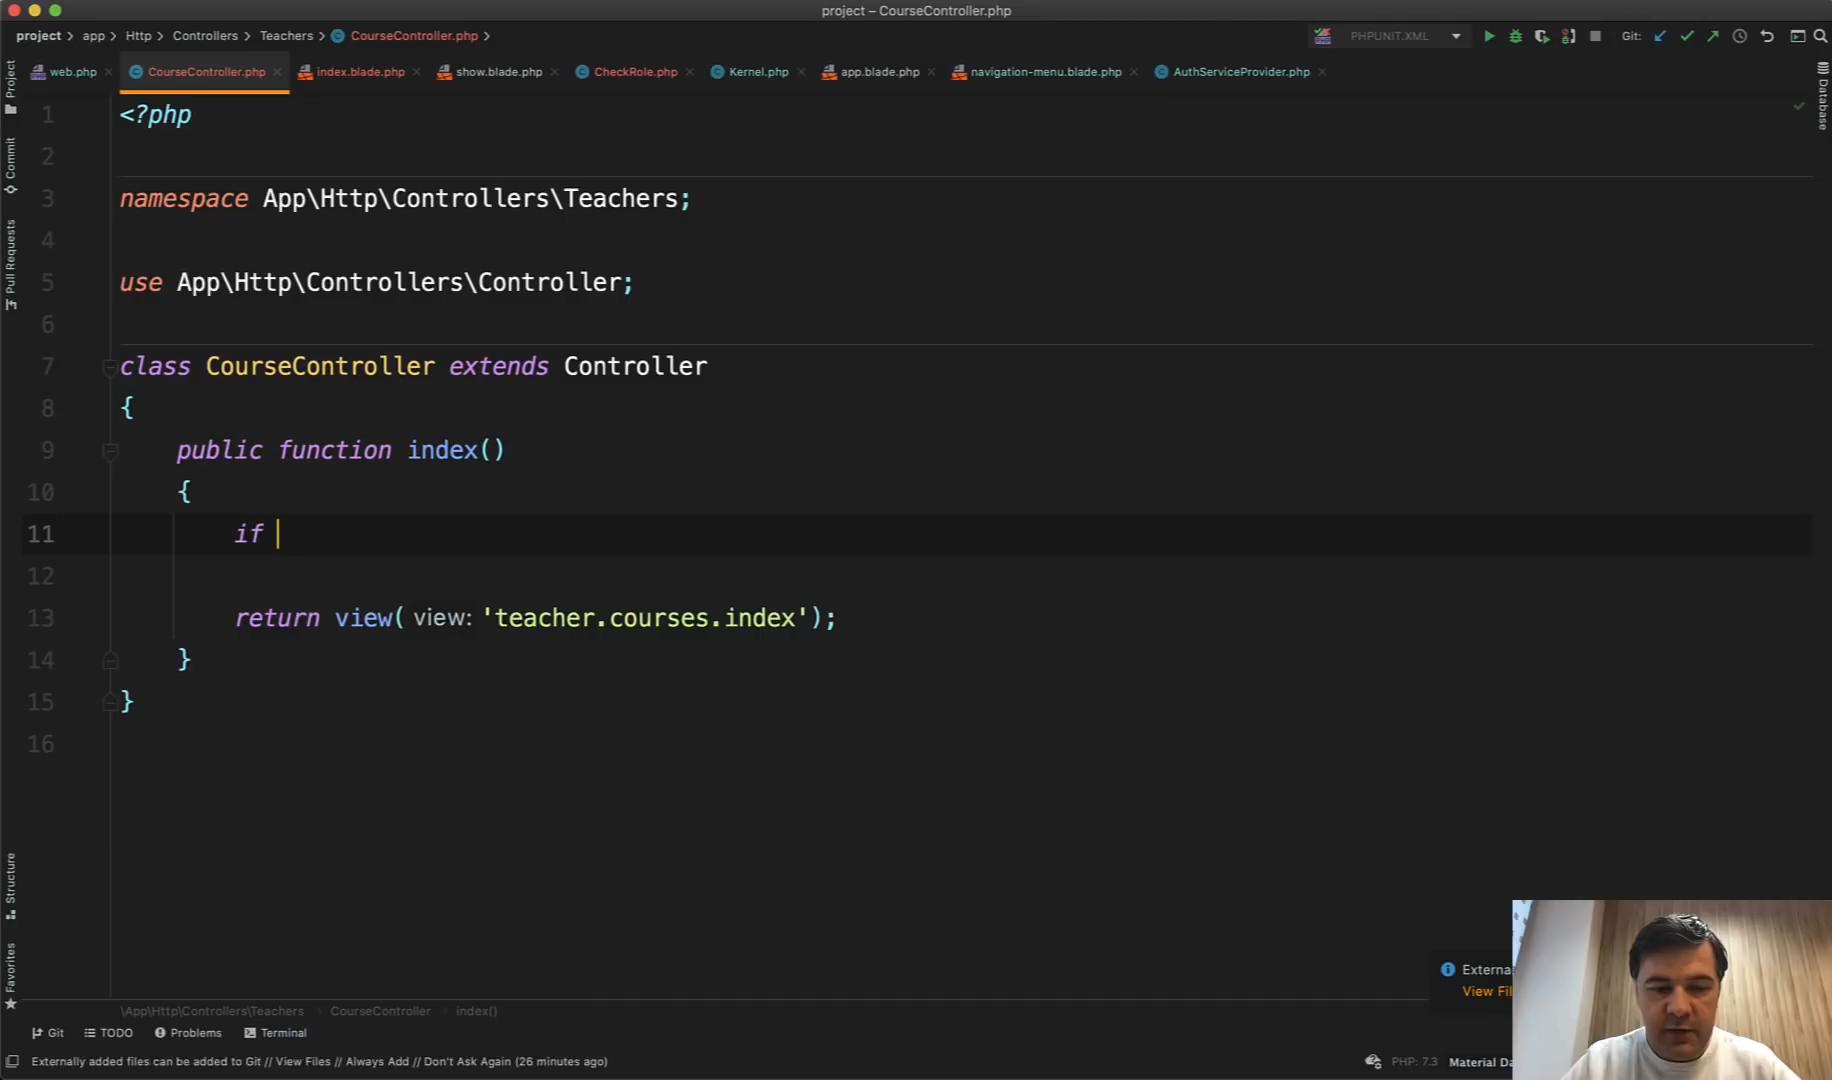 project – CourseController.php
project > app > Http > Controllers > Teachers > CourseController.php >
PHPUNIT.XML
Git:
web.php
CourseController.php
index.blade.php
show.blade.php
CheckRole.php
Kernel.php
app.blade.php
navigation-menu.blade.php
AuthServiceProvider.php
Project
Commit
Pull Requests
Structure
Favorites
Database
1 <?php
2
3 namespace App\Http\Controllers\Teachers;
4
5 use App\Http\Controllers\Controller;
6
7 class CourseController extends Controller
8 {
9 public function index()
10 {
11 if
12
13 return view( view: 'teacher.courses.index');
14 }
15 }
16
Externa
View Fil
\App\Http\Controllers\Teachers > CourseController > index()
Git TODO Problems Terminal
Externally added files can be added to Git // View Files // Always Add // Don't Ask Again (26 minutes ago)
PHP: 7.3 Material Da